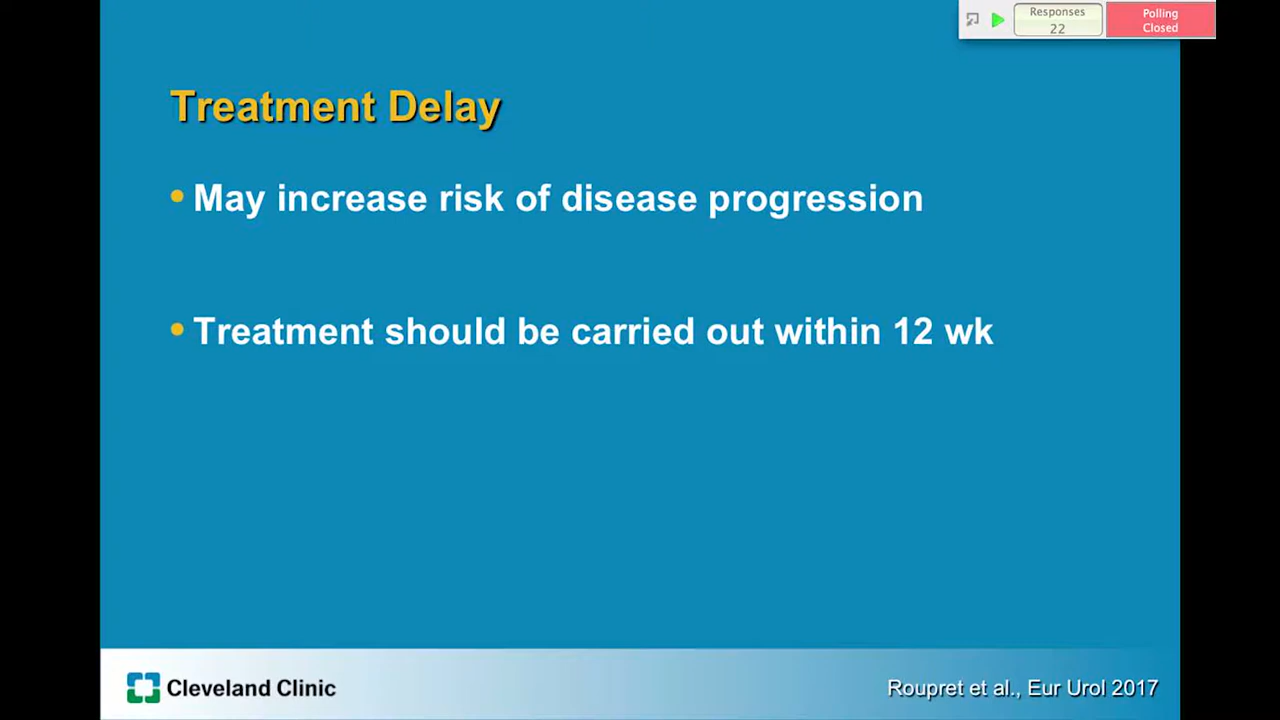 Responses
22
Polling
Closed
Treatment Delay
• May increase risk of disease progression
• Treatment should be carried out within 12 wk
Cleveland Clinic
Roupret et al., Eur Urol 2017